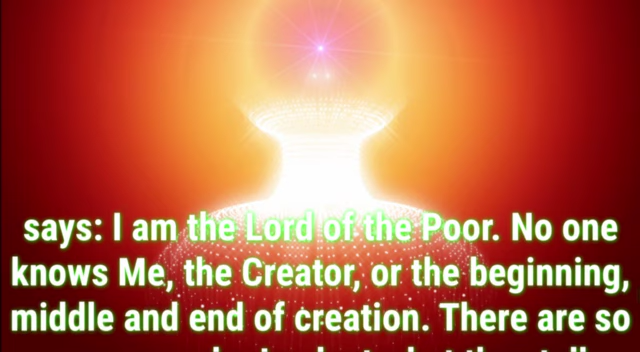 says: I am the Lord of the Poor. No one
knows Me, the Creator, or the beginning,
middle and end of creation. There are so